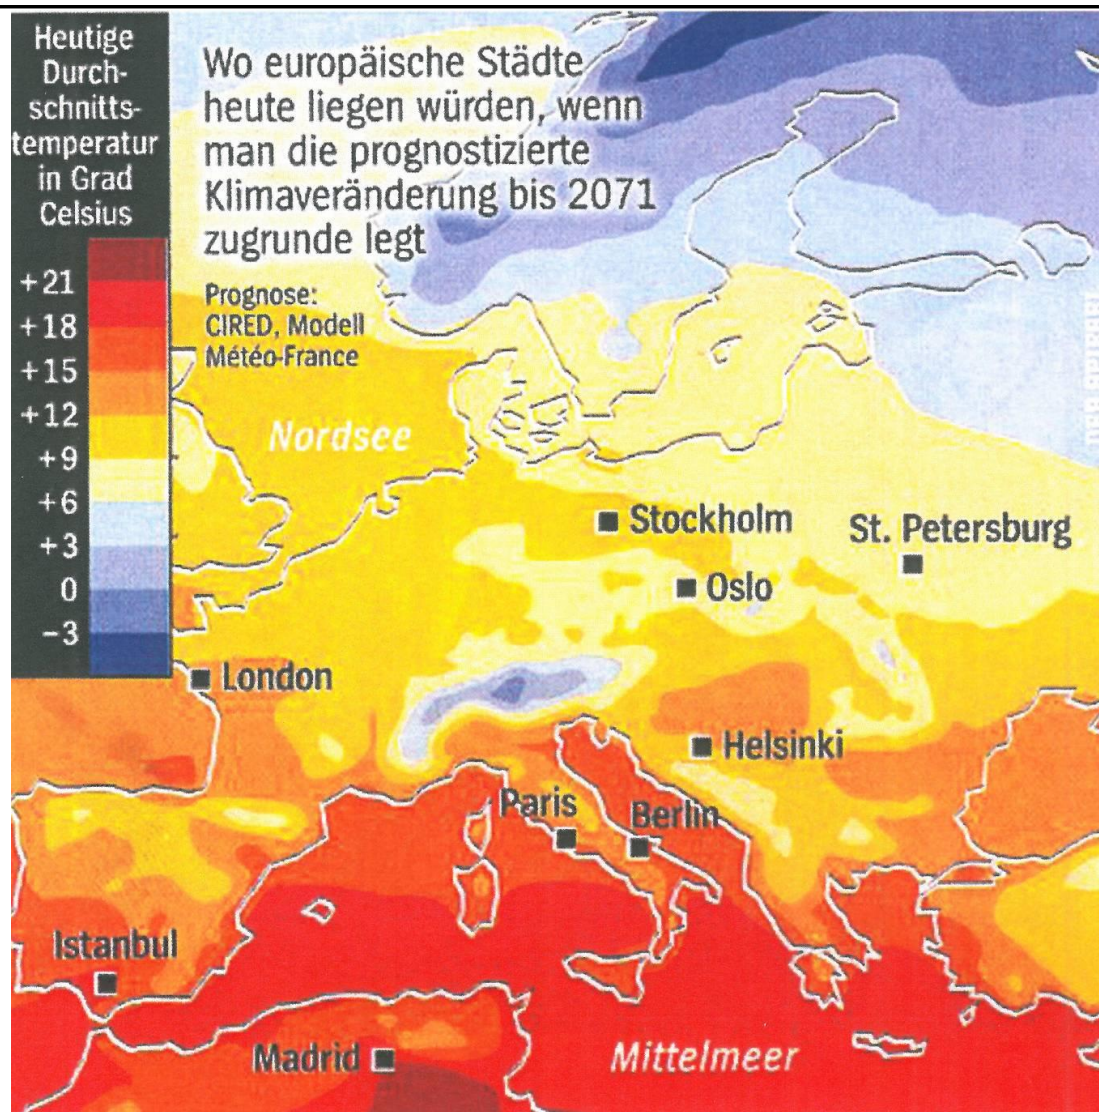 Heutige
Durch-
schnitts-
temperatur
in Grad
Celsius
+21
+18
+15
+12
+9
+6
+3
0
−3
Wo europäische Städte
heute liegen würden, wenn
man die prognostizierte
Klimaveränderung bis 2071
zugrunde legt
Prognose:
CIRED, Modell
Météo-France
Nordsee
Stockholm
St. Petersburg
Oslo
London
Helsinki
Paris
Berlin
Istanbul
Madrid
Mittelmeer